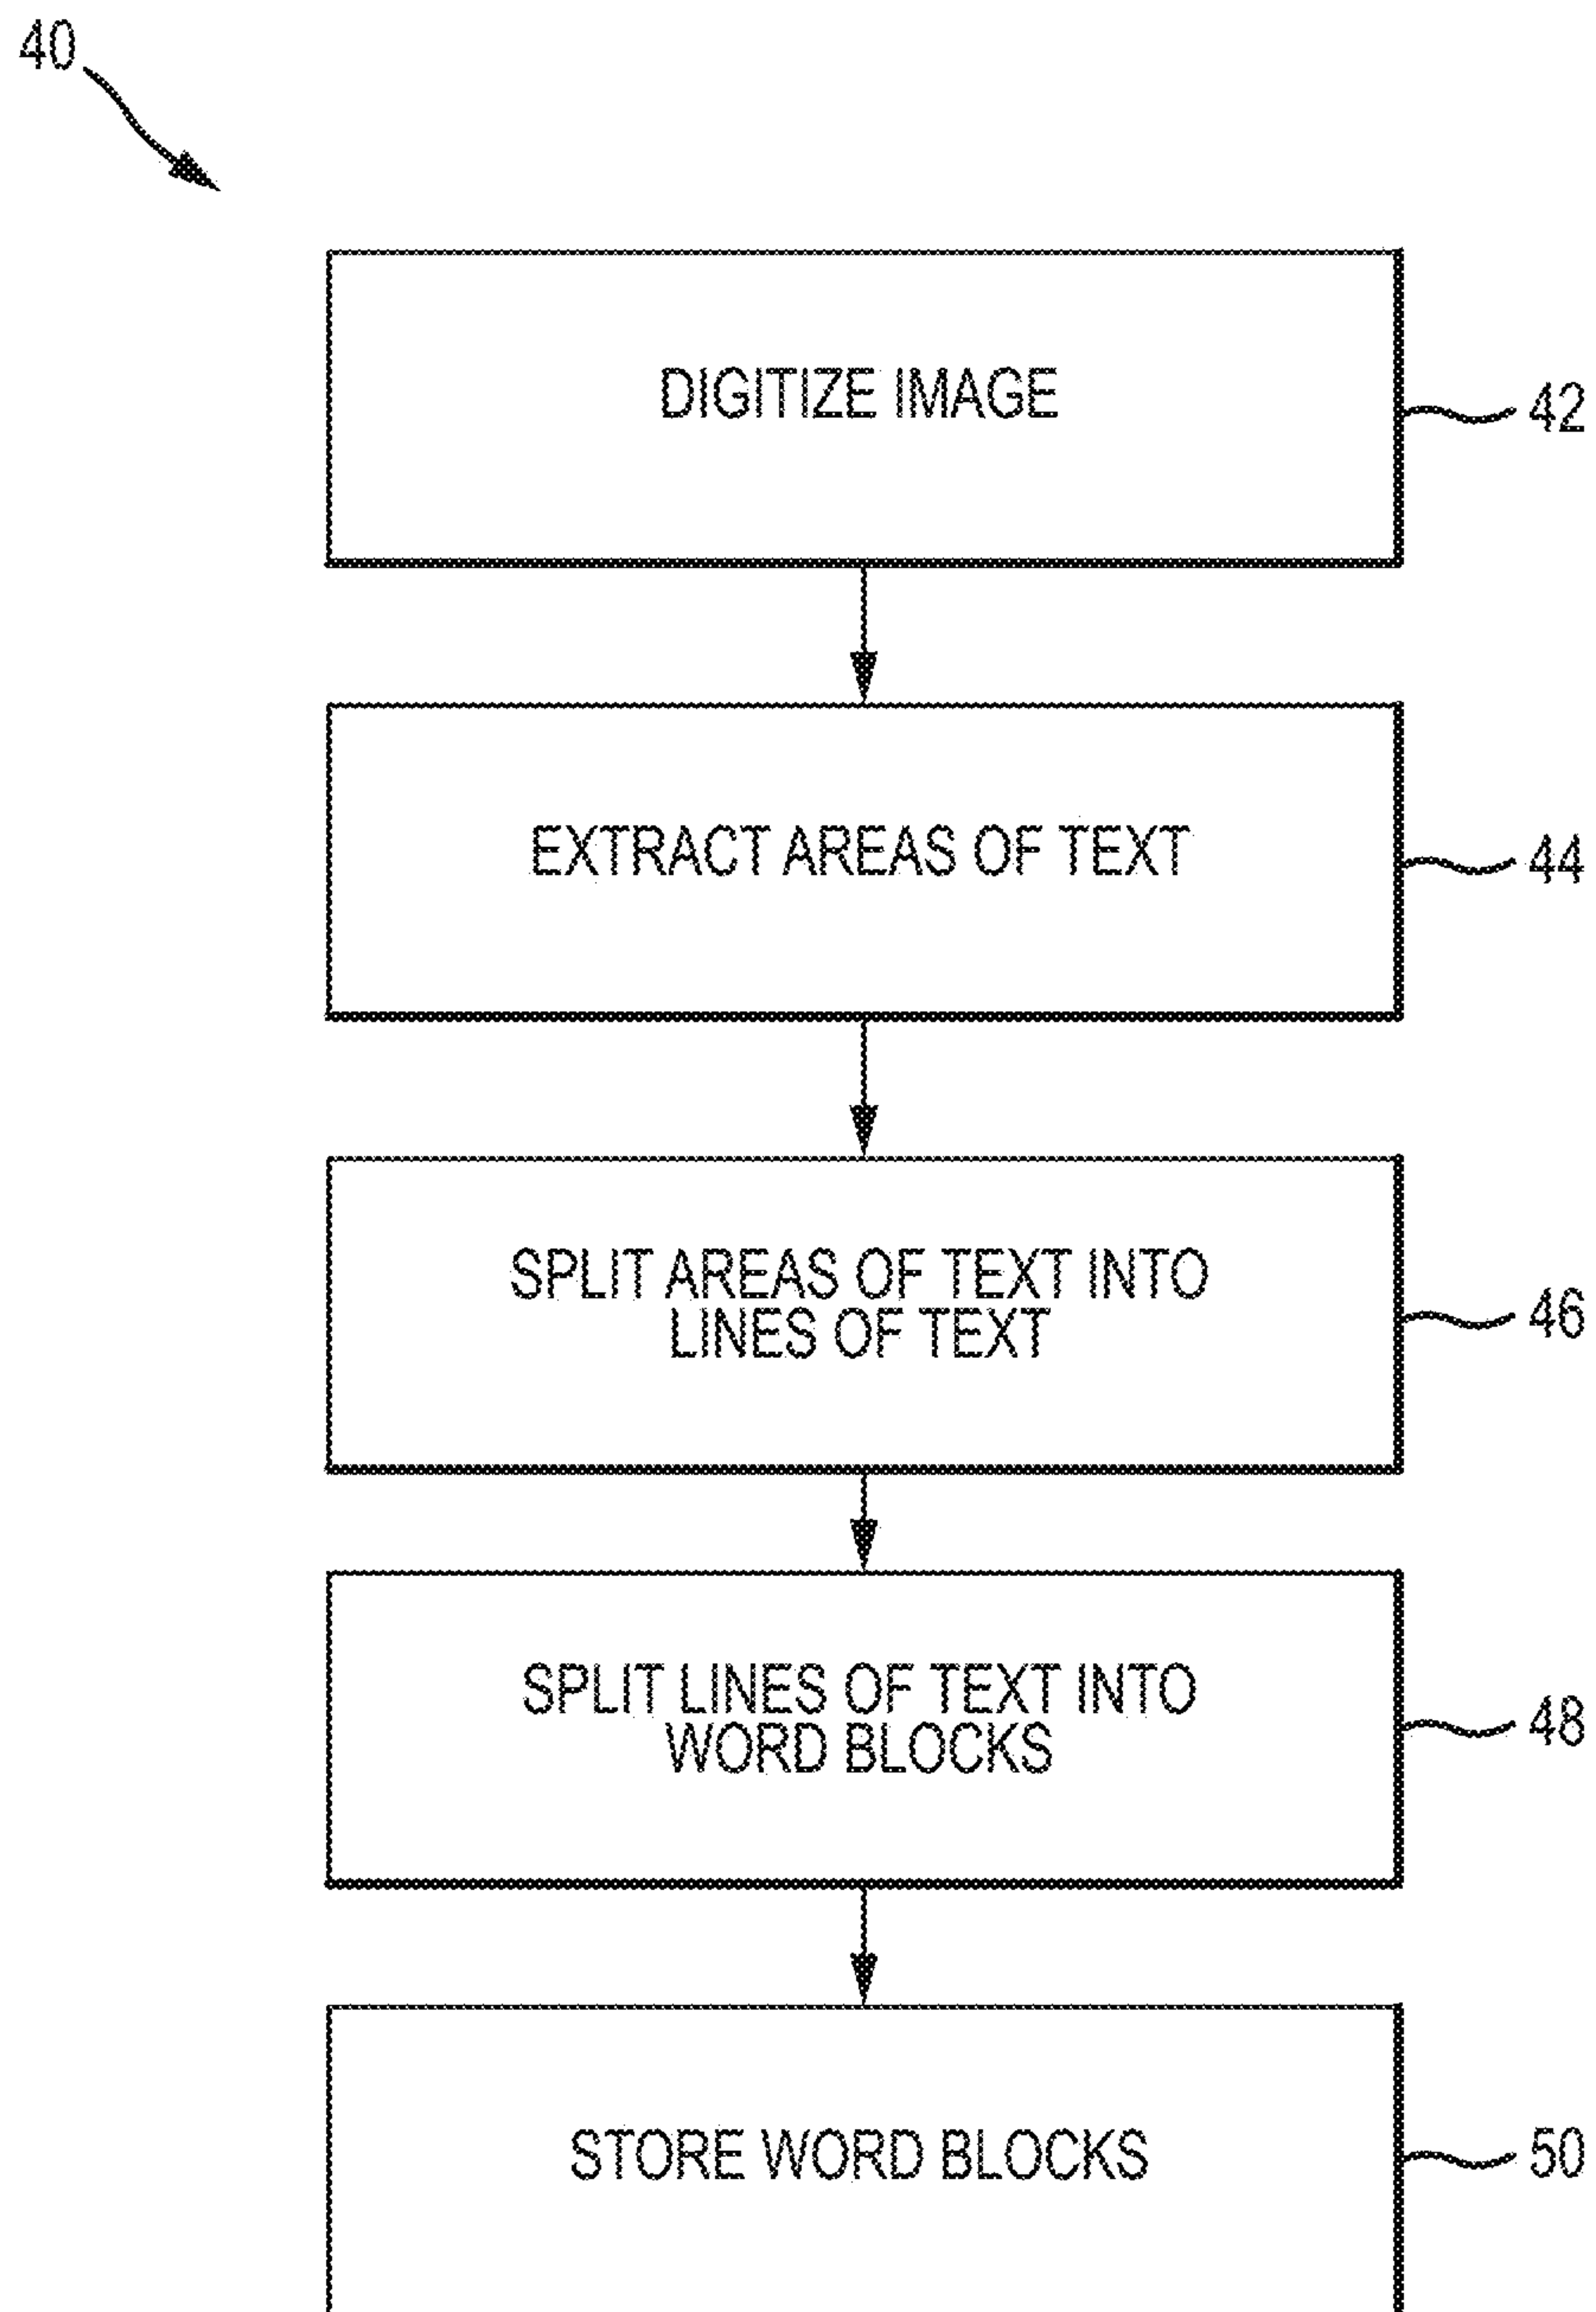 40
DIGITIZE IMAGE
42
EXTRACT AREAS OF TEXT
44
SPLIT AREAS OF TEXT INTO
LINES OF TEXT
46
SPLIT LINES OF TEXT INTO
WORD BLOCKS
48
STORE WORD BLOCKS
50